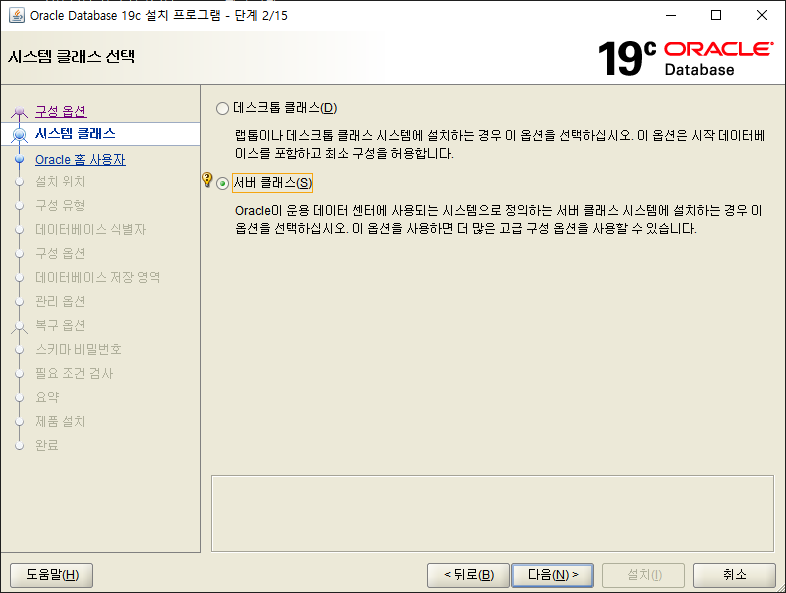 Oracle Database 19c 설치 프로그램 - 단계 2/15
시스템 클래스 선택
19c ORACLE
Database
구성 옵션
시스템 클래스
Oracle 홈 사용자
설치 위치
구성 유형
데이터베이스 식별자
구성 옵션
데이터베이스 저장 영역
관리 옵션
복구 옵션
스키마 비밀번호
필요 조건 검사
요약
제품 설치
완료
데스크톱 클래스(D)
랩톱이나 데스크톱 클래스 시스템에 설치하는 경우 이 옵션을 선택하십시오. 이 옵션은 시작 데이터베
이스를 포함하고 최소 구성을 허용합니다.
서버 클래스(S)
Oracle이 운용 데이터 센터에 사용되는 시스템으로 정의하는 서버 클래스 시스템에 설치하는 경우 이
옵션을 선택하십시오. 이 옵션을 사용하면 더 많은 고급 구성 옵션을 사용할 수 있습니다.
도움말(H)
< 뒤로(B)
다음(N) >
설치(I)
취소